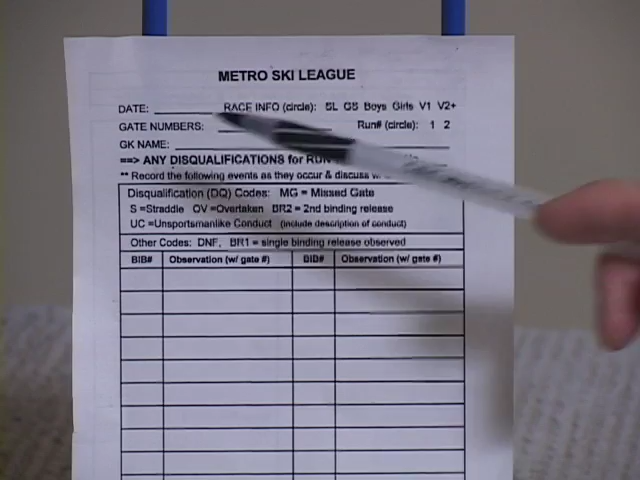 METRO SKI LEAGUE
DATE: RACE INFO (circle): SL GS Boys Girls V1 V2+
GATE NUMBERS: Run# (circle): 1 2
GK NAME:
==> ANY DISQUALIFICATIONS for RUN
** Record the following events as they occur & discuss w
Disqualification (DQ) Codes: MG = Missed Gate
S =Straddle OV =Overtaken BR2 = 2nd binding release
UC =Unsportsmanlike Conduct (include description of conduct)
Other Codes: DNF, BR1 = single binding release observed
BIB# Observation (w/ gate #) BIB# Observation (w/ gate #)